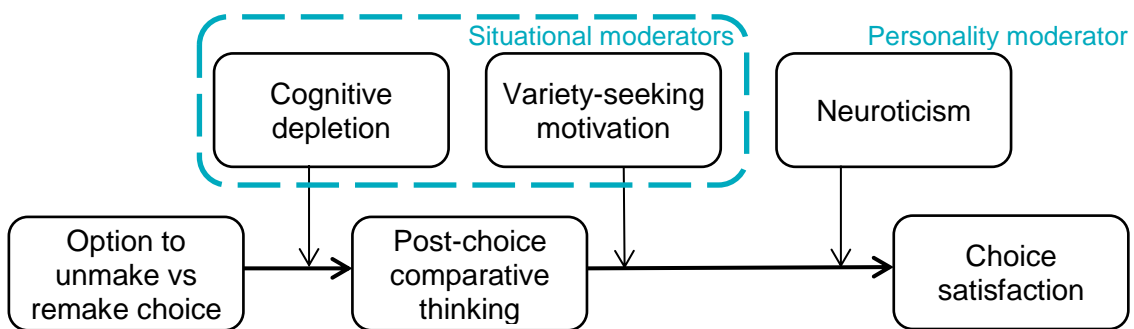 Situational moderators
Personality moderator
Cognitive
depletion
Variety-seeking
motivation
Neuroticism
Option to
unmake vs
remake choice
Post-choice
comparative
thinking
Choice
satisfaction